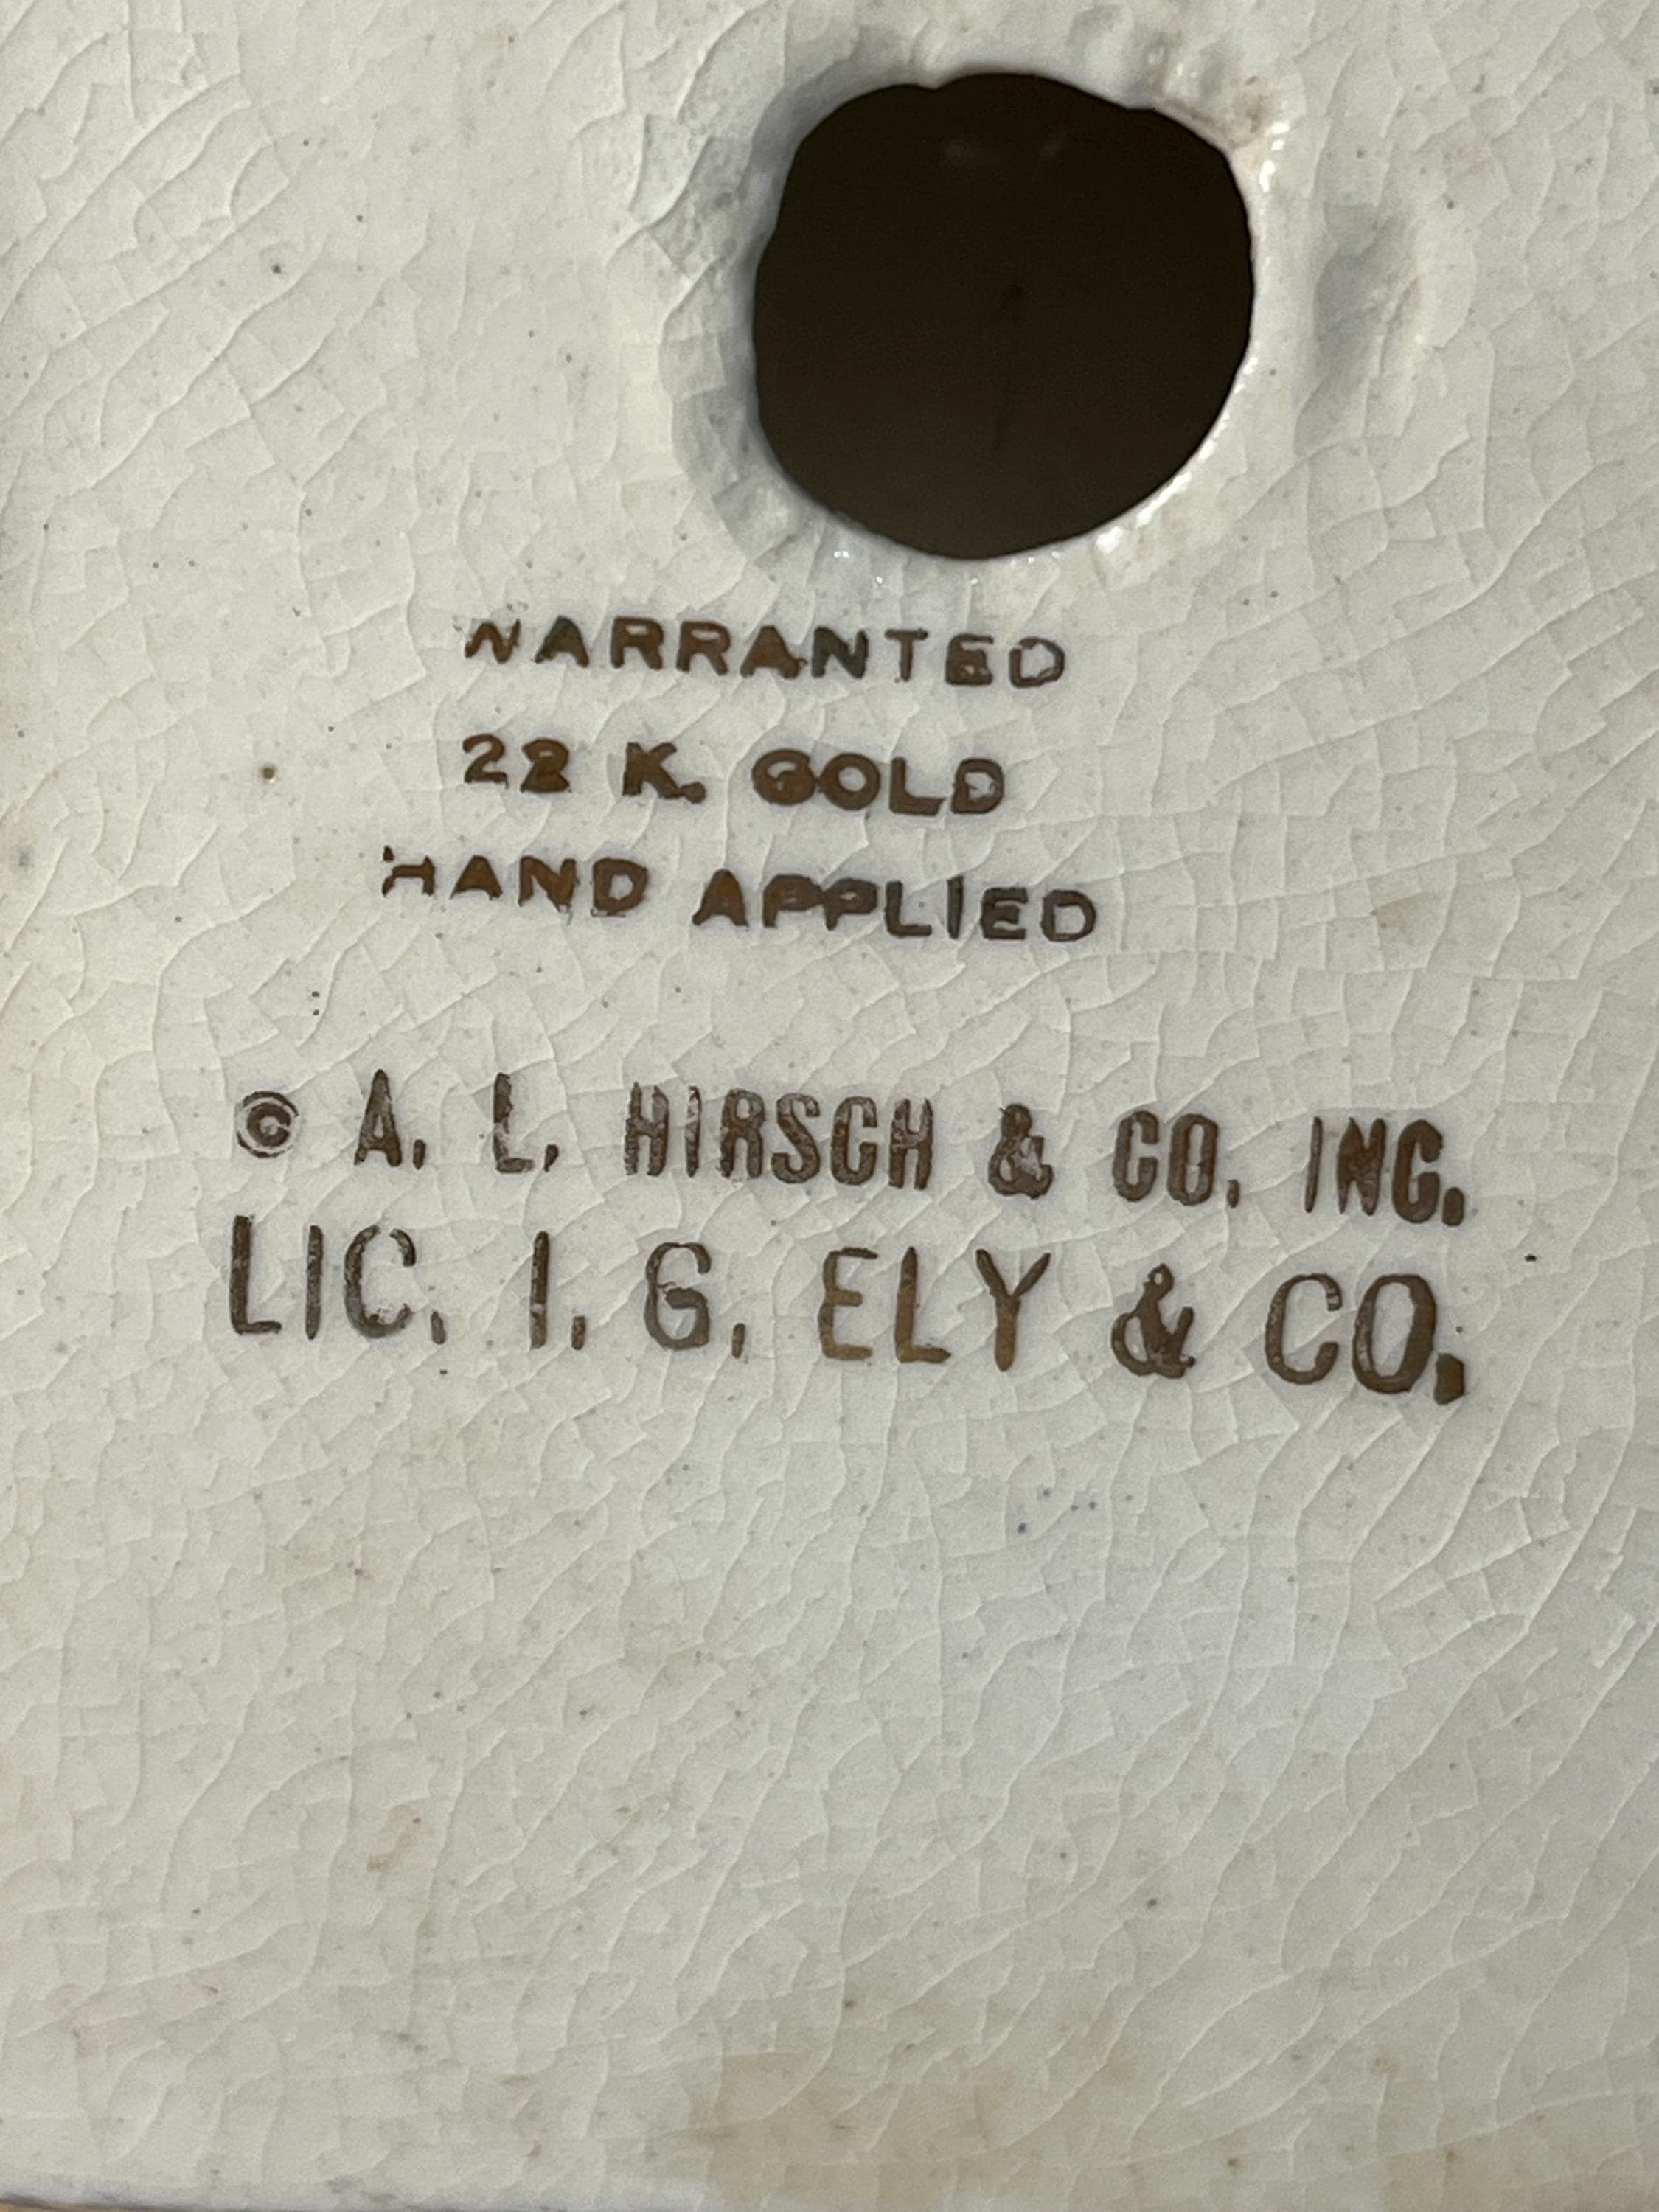 WARRANTED
22 K. GOLD
HAND APPLIED
© A. L. HIRSCH & CO. INC.
LIC. I. G. ELY & CO.